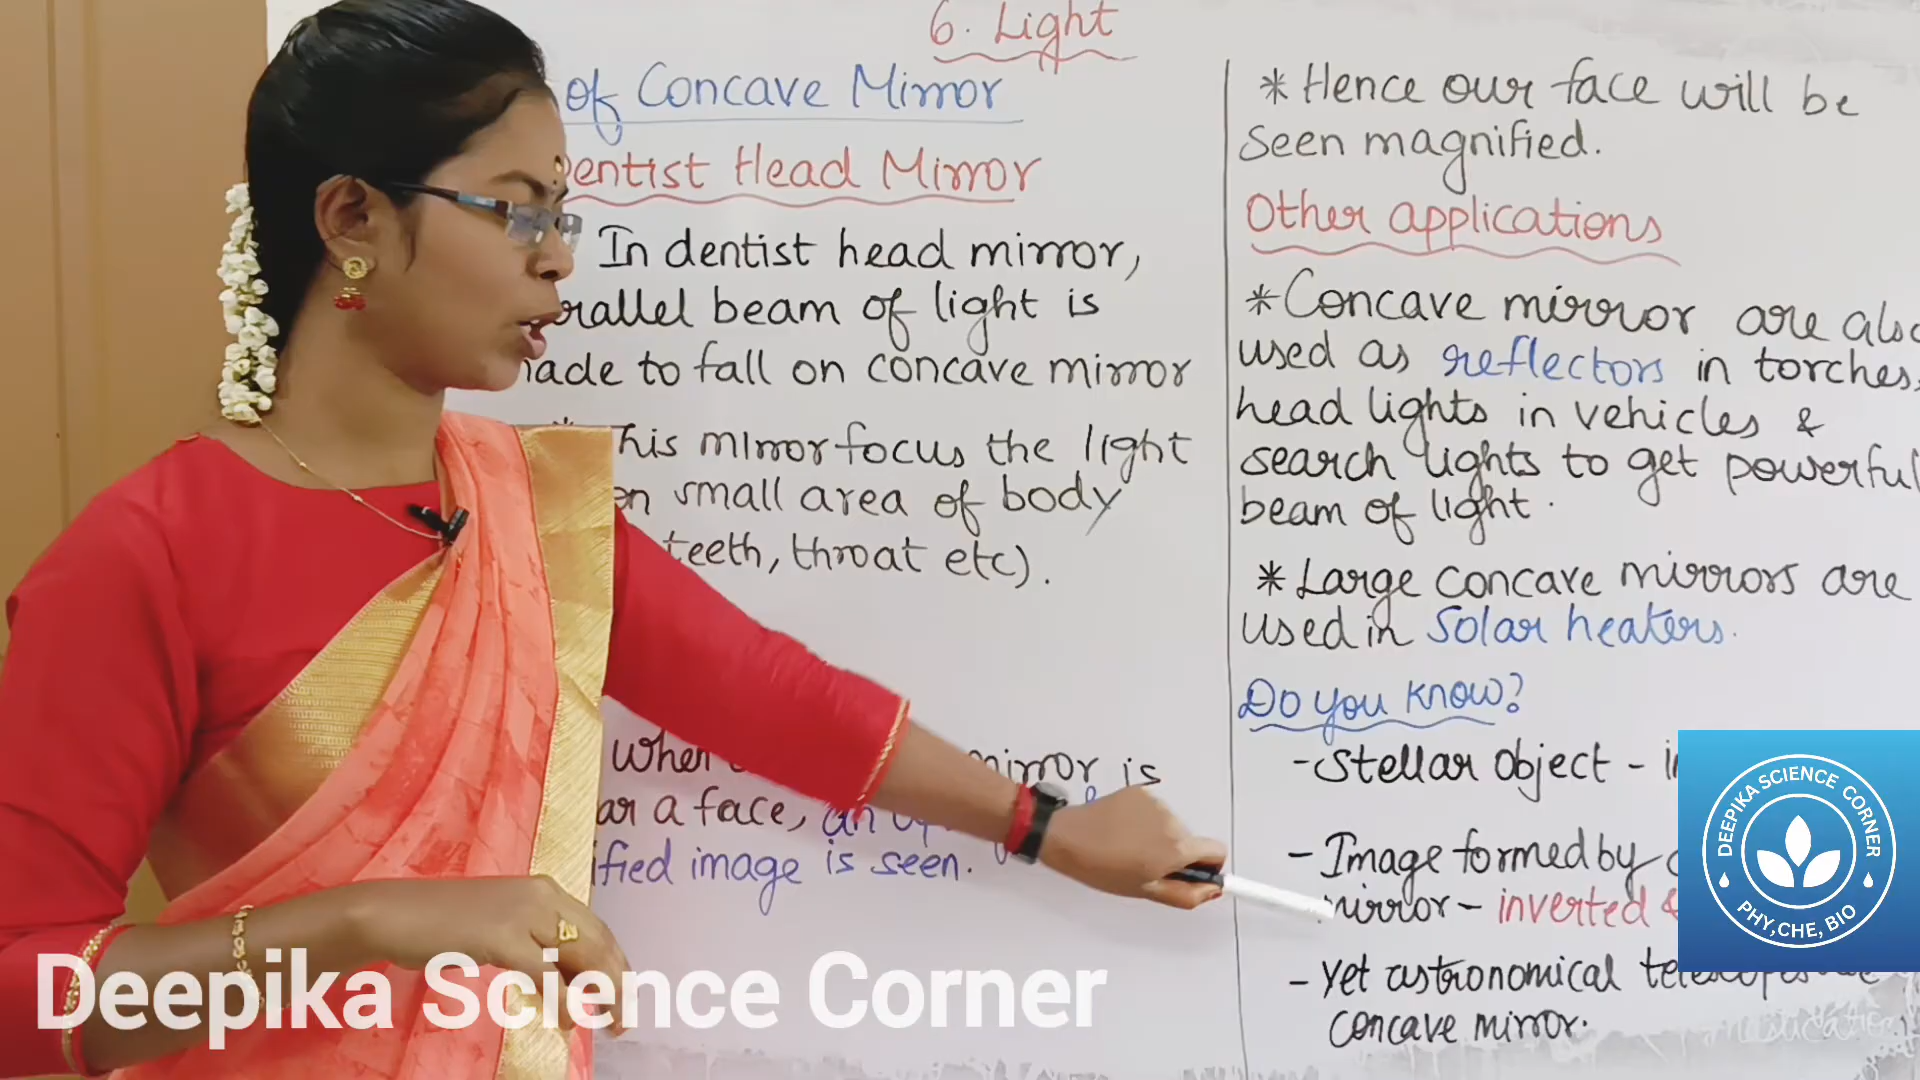 6. Light
of Concave Mirror
Dentist Head Mirror
In dentist head mirror,
rallel beam of light is
ade to fall on concave mirror
This mirror focus the light
on small area of body
teeth, throat etc).
mirror is
ar a face, an
ified image is seen.
* Hence our face will be
seen magnified.
Other applications
* Concave mirror are also
used as reflectors in torches,
head lights in vehicles &
search lights to get powerful
beam of light.
* Large concave mirrors are
used in Solar heaters.
Do you know?
- Stellar object -
- Image formed by
mirror - inverted &
- Yet astronomical
concave mirror.
DEEPIKA SCIENCE CORNER
PHY,CHE, BIO
Deepika Science Corner